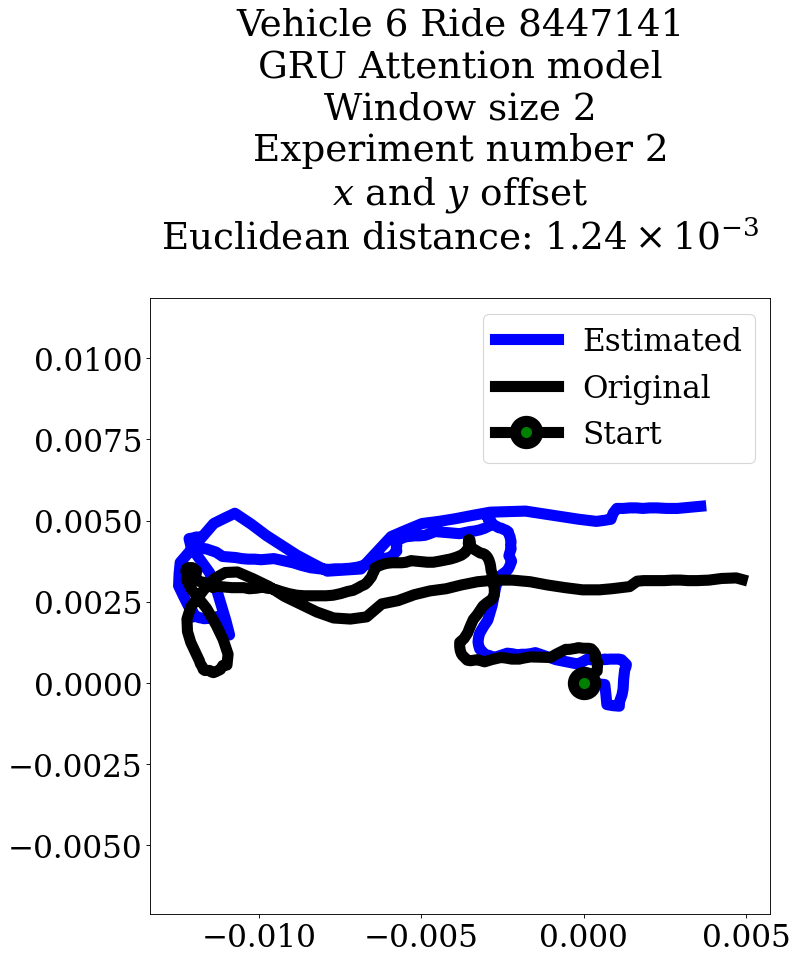 Vehicle 6 Ride 8447141
GRU Attention model
Window size 2
Experiment number 2
x and y offset
Euclidean distance: 1.24 × 10⁻³
Estimated
Original
Start
0.0100
0.0075
0.0050
0.0025
0.0000
−0.0025
−0.0050
−0.010
−0.005
0.000
0.005